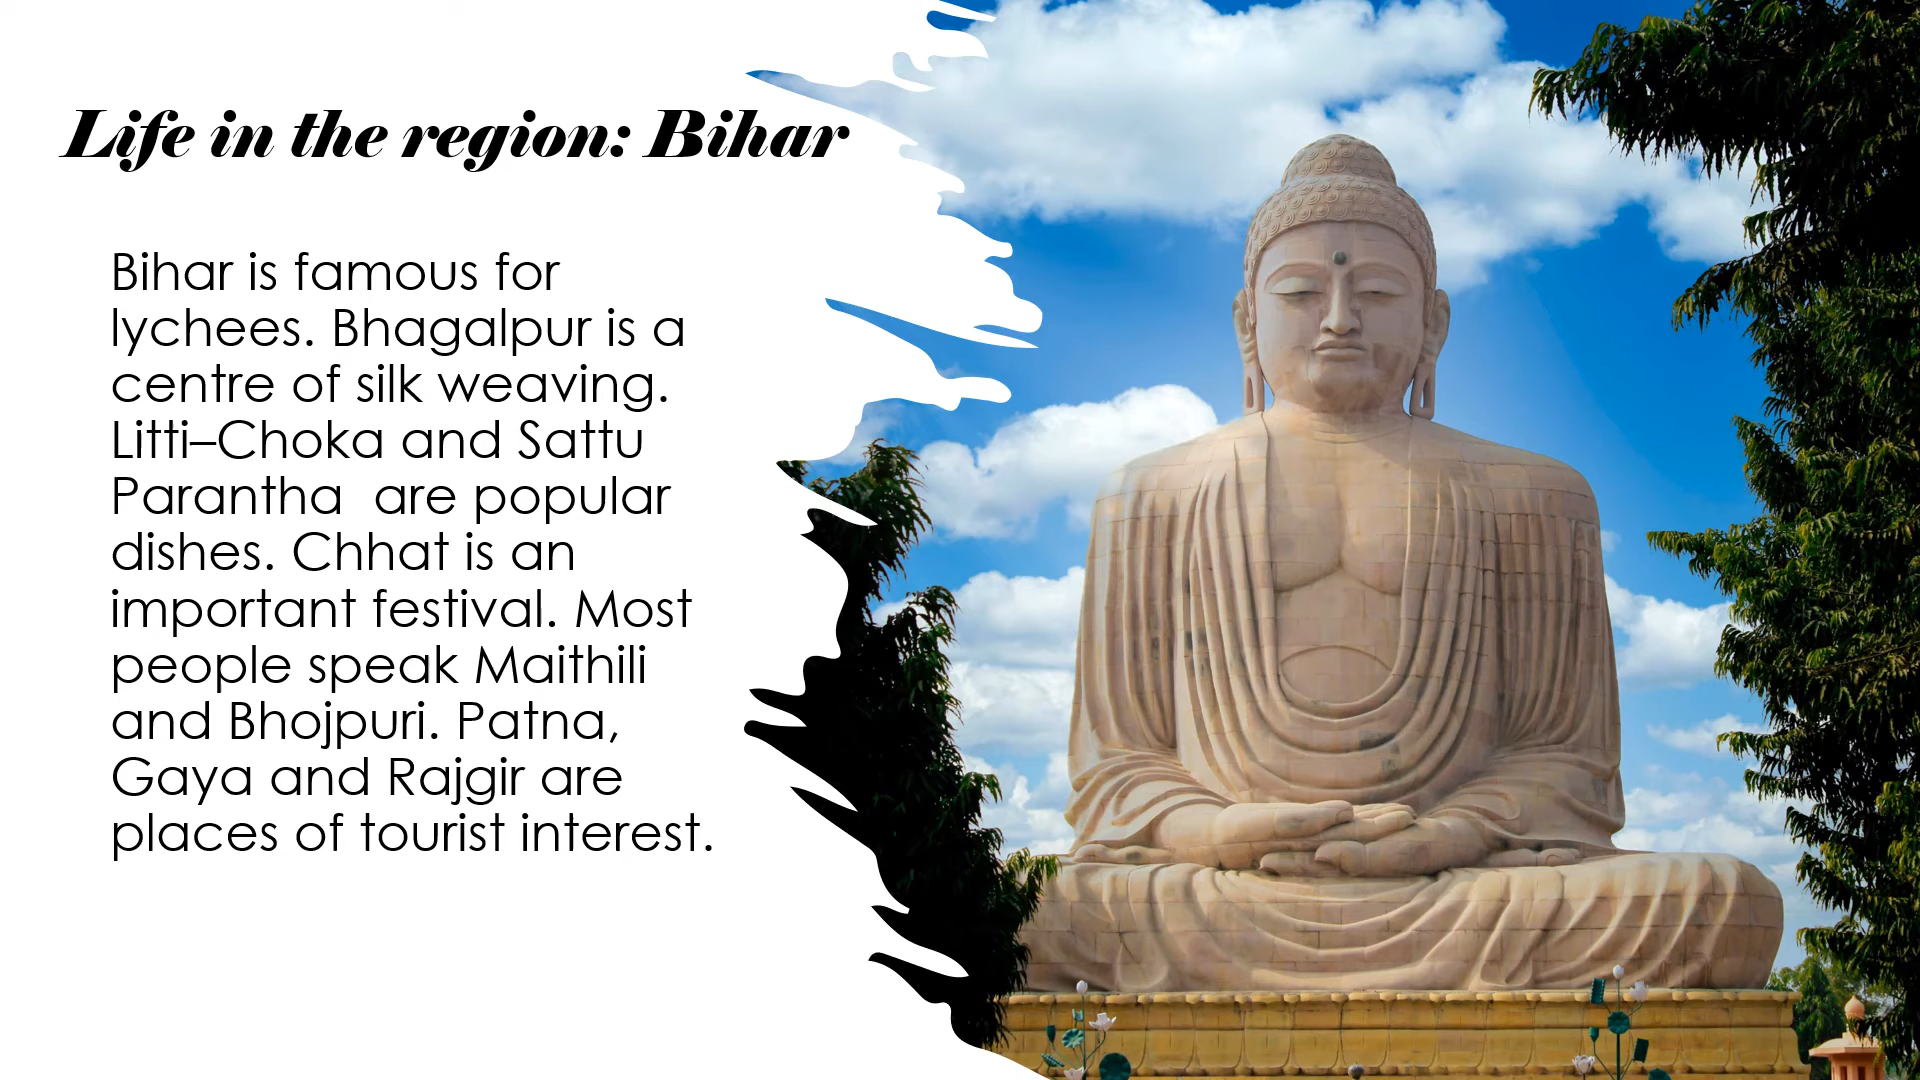 Life in the region: Bihar
Bihar is famous for
lychees. Bhagalpur is a
centre of silk weaving.
Litti–Choka and Sattu
Parantha  are popular
dishes. Chhat is an
important festival. Most
people speak Maithili
and Bhojpuri. Patna,
Gaya and Rajgir are
places of tourist interest.